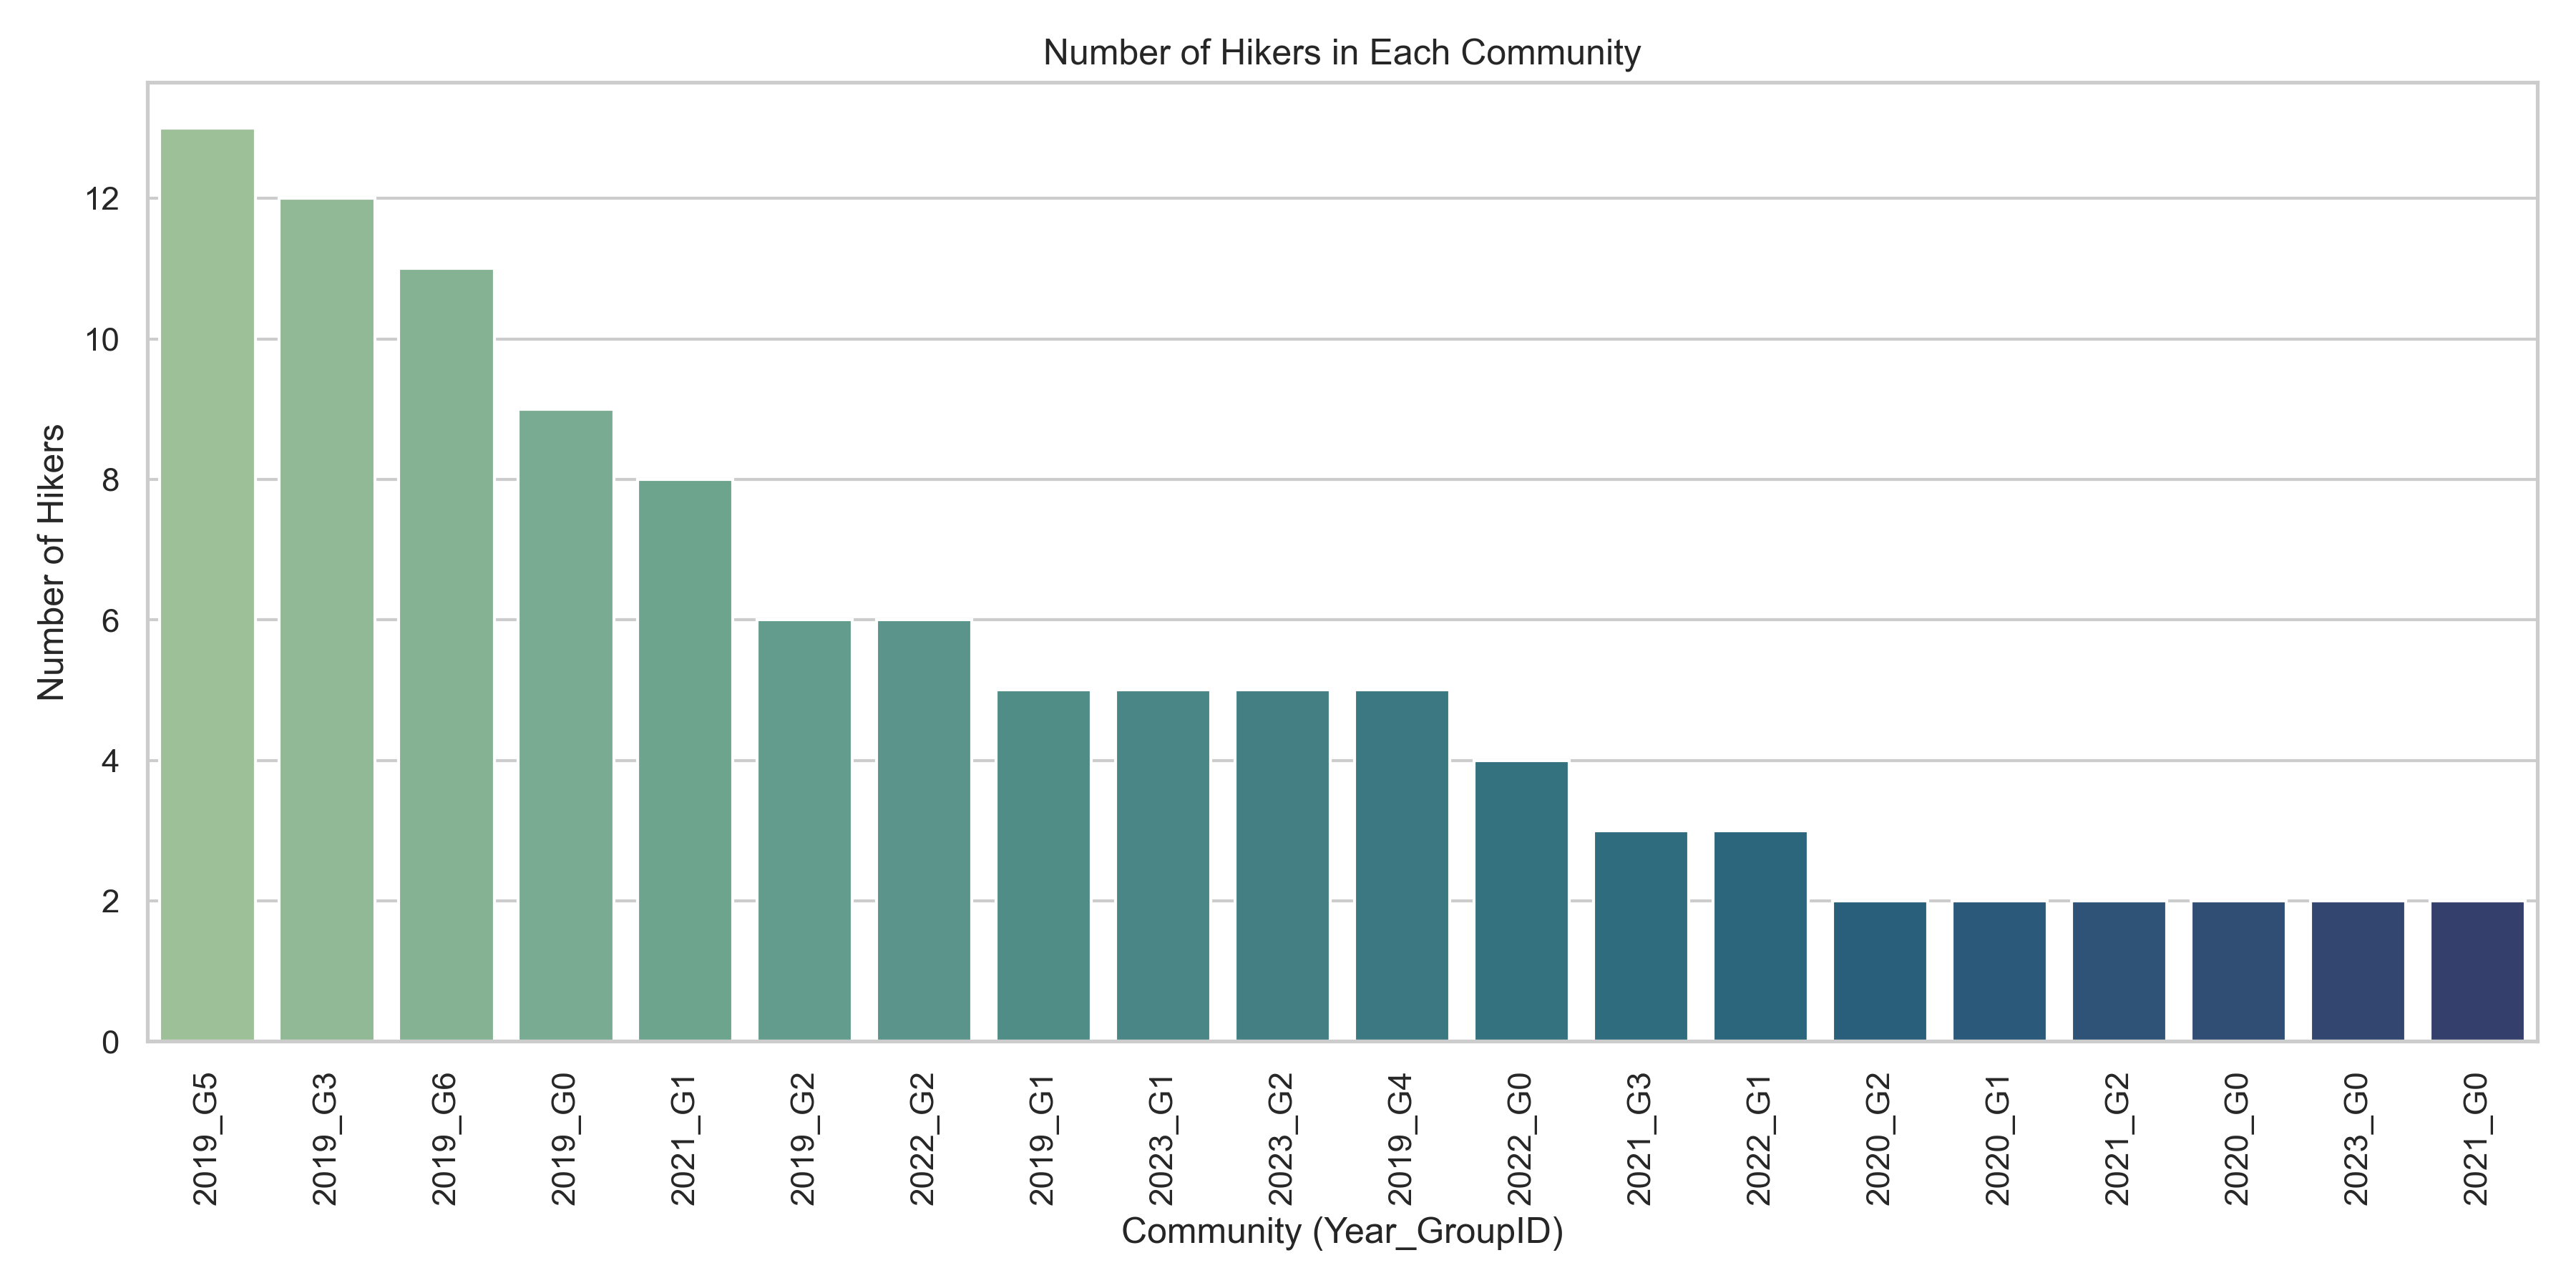 Number of Hikers in Each Community
Number of Hikers
12
10
8
6
4
2
0
2019_G5
2019_G3
2019_G6
2019_G0
2021_G1
2019_G2
2022_G2
2019_G1
2023_G1
2023_G2
2019_G4
2022_G0
2021_G3
2022_G1
2020_G2
2020_G1
2021_G2
2020_G0
2023_G0
2021_G0
Community (Year_GroupID)